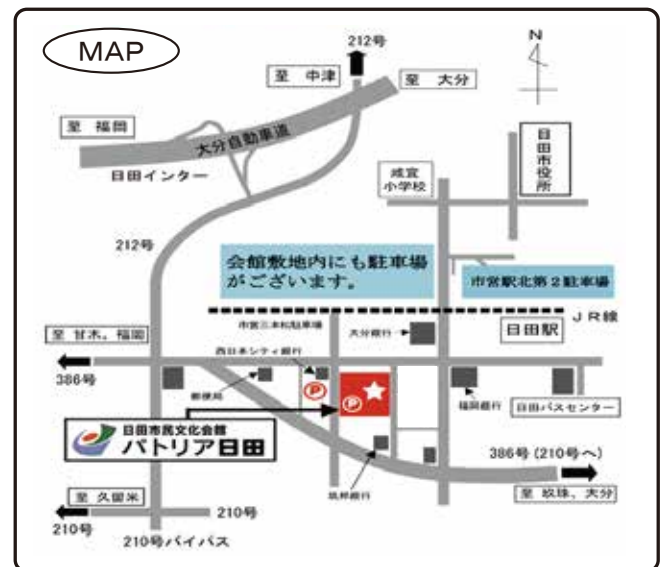 MAP
212号
N
至 中津
至 大分
至 福岡
大分自動車道
日田インター
日田市役所
咸宜
小学校
212号
会館敷地内にも駐車場
がございます。
市営駅北第2駐車場
JR線
市営三本松駐車場
大分銀行
日田駅
至 甘木、福岡
西日本シティ銀行
386号
郵便局
P
P
福岡銀行
日田バスセンター
日田市民文化会館
パトリア日田
386号(210号へ)
筑邦銀行
至 玖珠、大分
至 久留米
210号
210号
210号バイパス